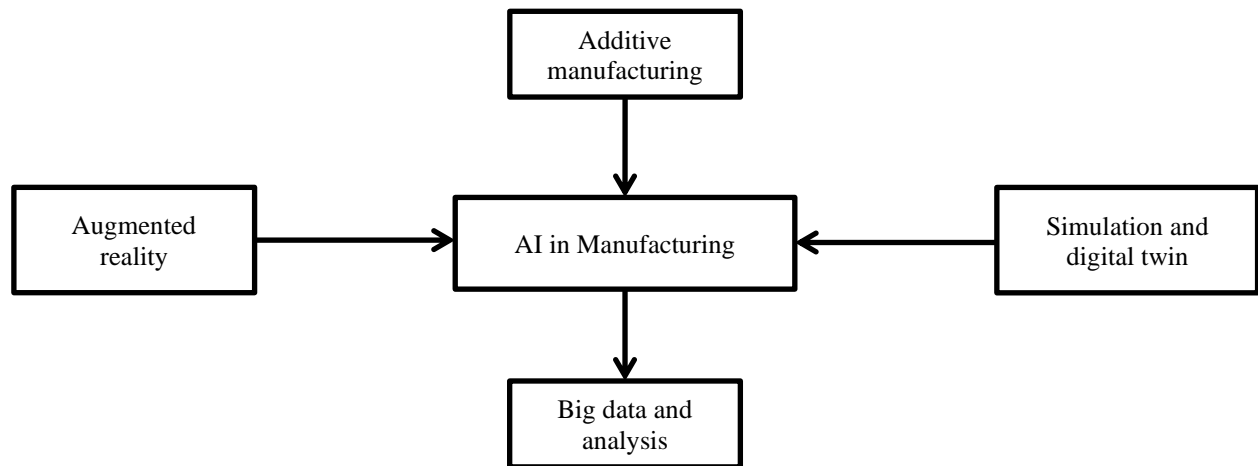 Additive
manufacturing
Augmented
reality
AI in Manufacturing
Simulation and
digital twin
Big data and
analysis